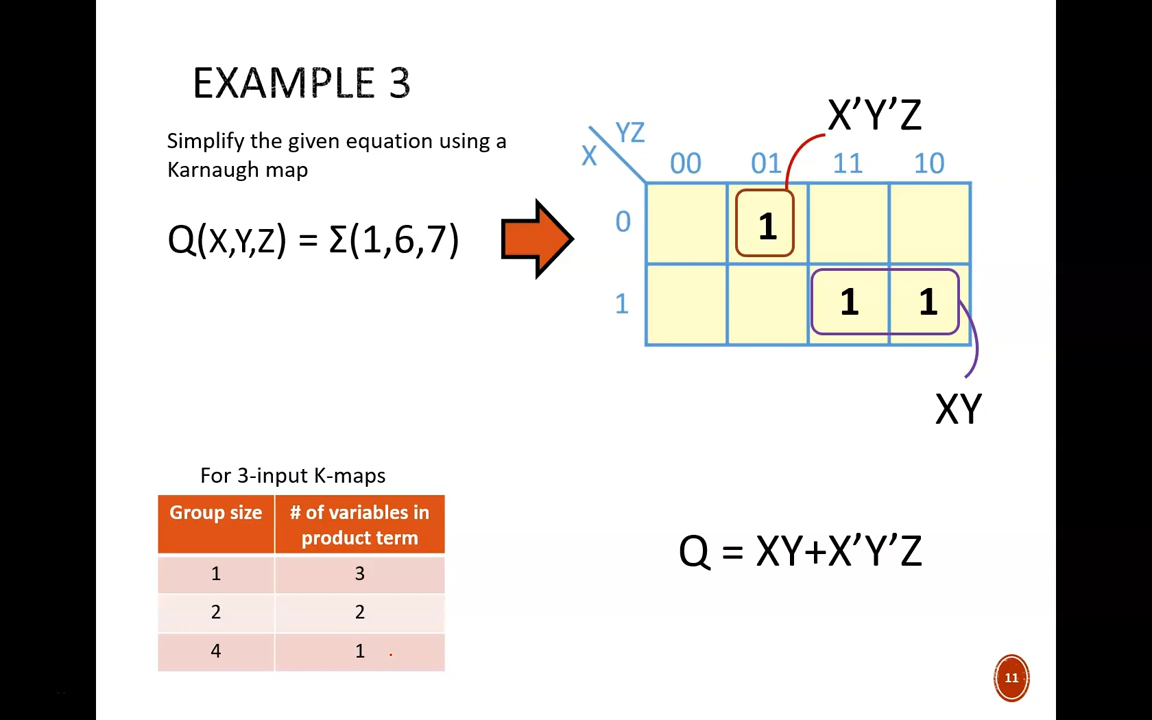 EXAMPLE 3
Simplify the given equation using a
Karnaugh map
Q(X,Y,Z) = Σ(1,6,7)
X’Y’Z
YZ
X
00 01 11 10
0 1
1 1 1
XY
For 3-input K-maps
Group size # of variables in
product term
1 3
2 2
4 1
Q = XY+X’Y’Z
11